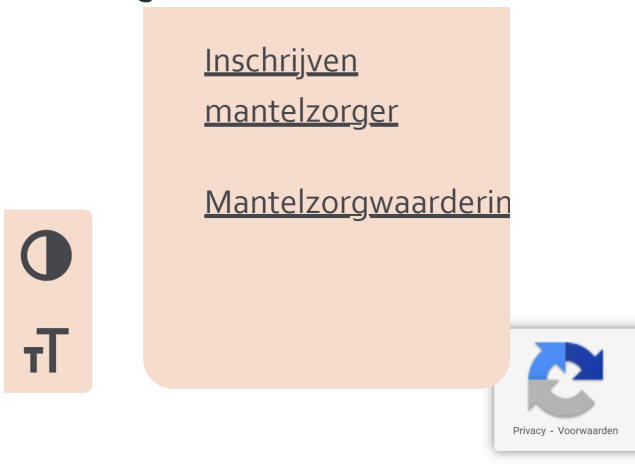 Inschrijven
mantelzorger
Mantelzorgwaarderin
Privacy - Voorwaarden